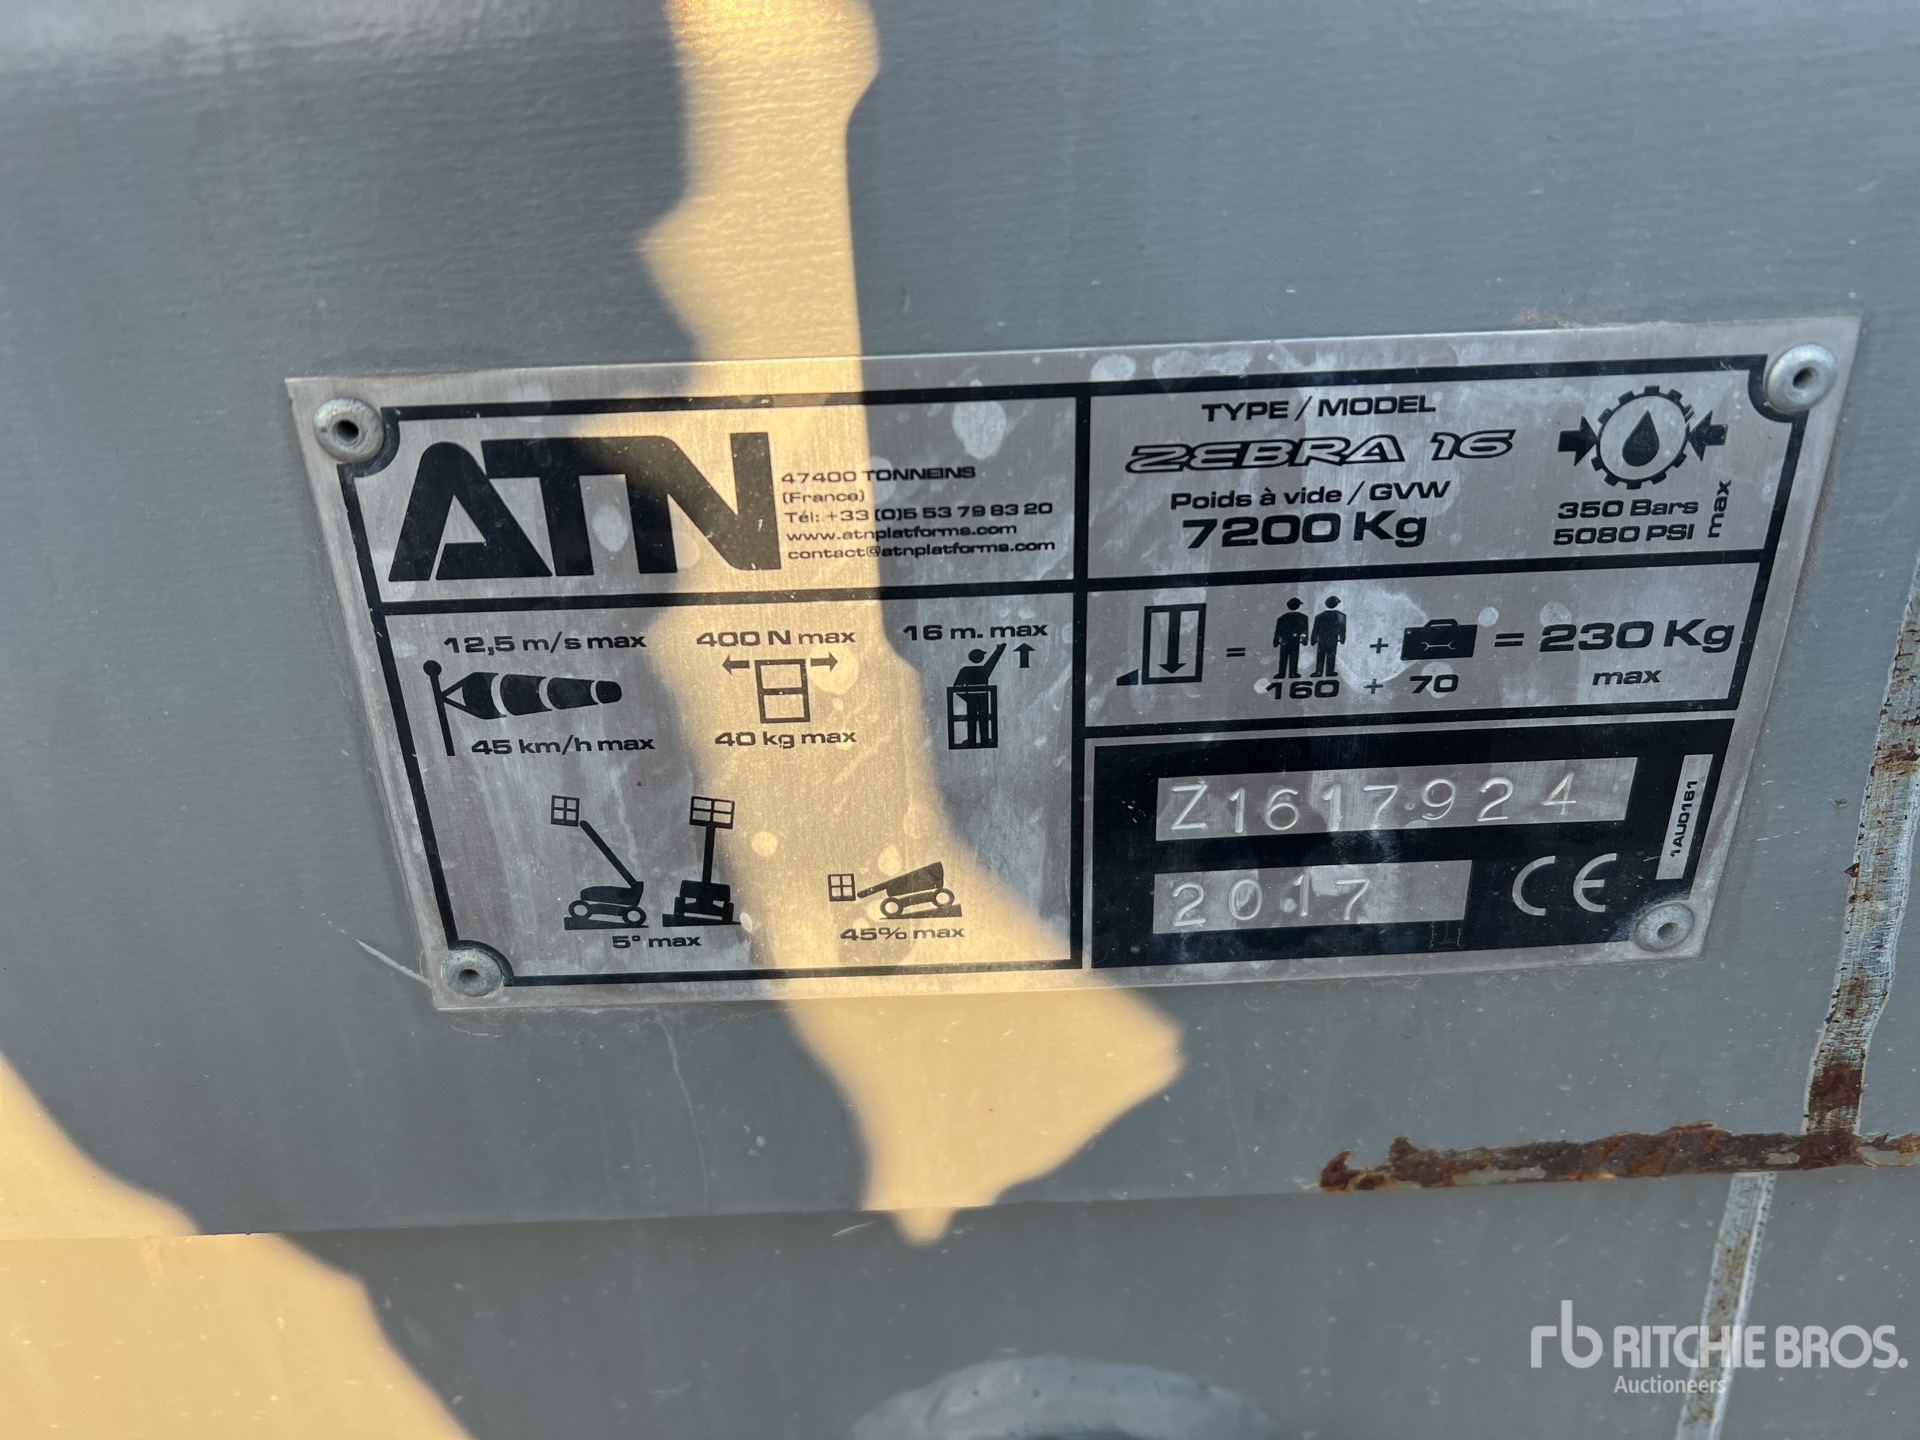 ATN
47400 TONNEINS
(France)
Tél: +33 (0)5 53 79 83 20
www.atnplatforms.com
contact@atnplatforms.com
TYPE / MODEL
ZEBRA 16
Poids à vide / GVW
7200 Kg
350 Bars
5080 PSI
max
12,5 m/s max
45 km/h max
400 N max
40 kg max
16 m. max
= + = 230 Kg
160 + 70
max
5° max
45% max
Z1617924
2017
CE
1AU0161
rb RITCHIE BROS.
Auctioneers